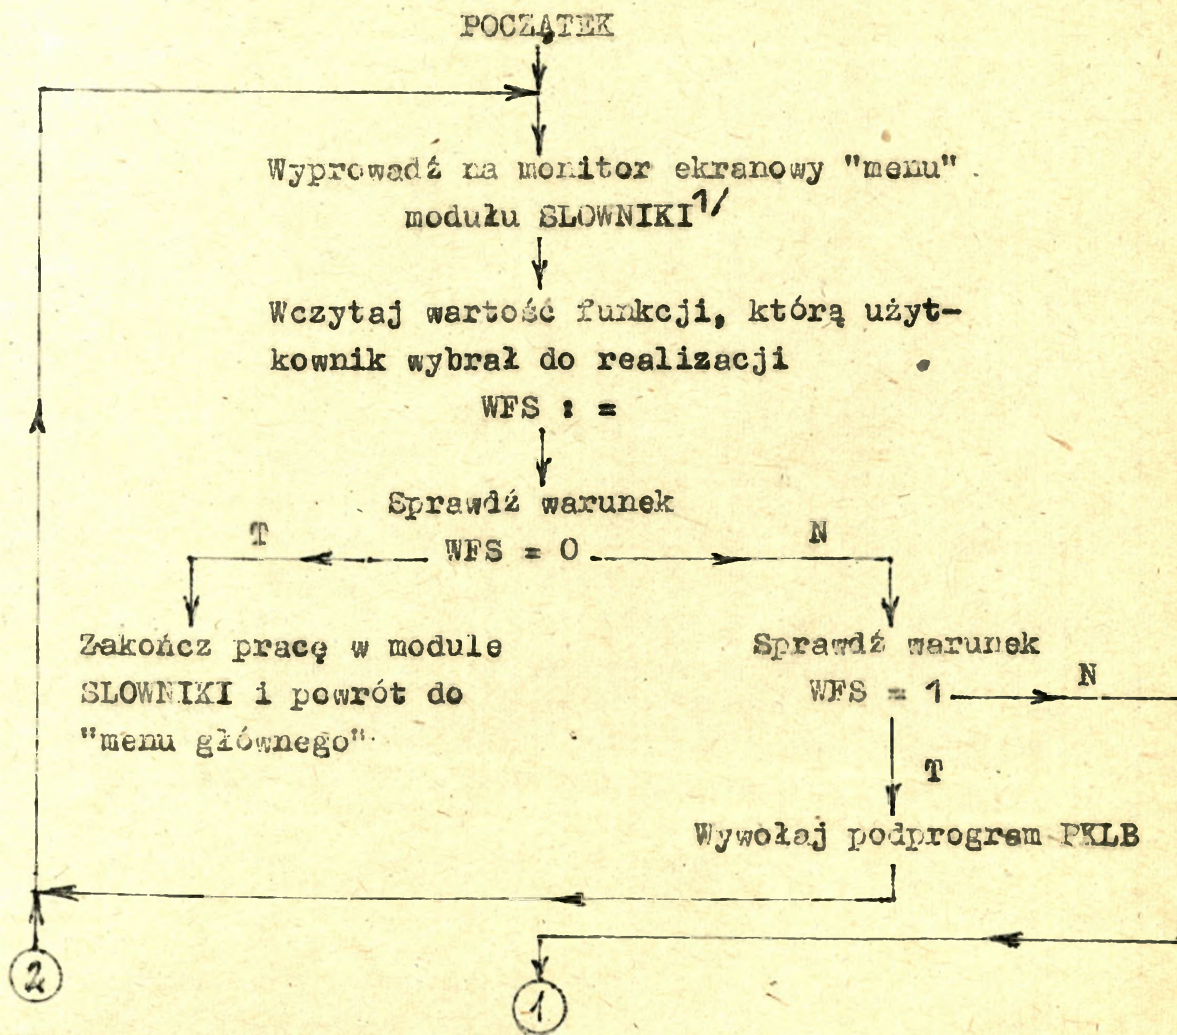 POCZĄTEK
Wyprowadź na monitor ekranowy "menu"
modułu SLOWNIKI1/
Wczytaj wartość funkcji, którą użyt-
kownik wybrał do realizacji
WFS : =
Sprawdź warunek
T WFS = 0 N
Zakończ pracę w module
SLOWNIKI i powrót do
"menu głównego"
Sprawdź warunek
WFS = 1 N
T
Wywołaj podprogram PKLB
2
1